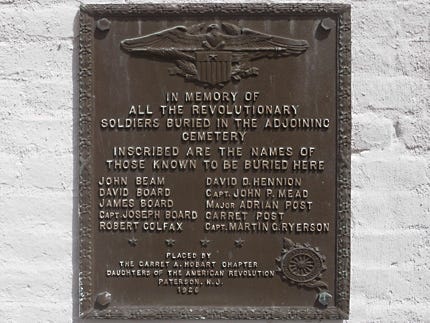 IN MEMORY OF
ALL THE REVOLUTIONARY
SOLDIERS BURIED IN THE ADJOINING
CEMETERY
INSCRIBED ARE THE NAMES OF
THOSE KNOWN TO BE BURIED HERE
JOHN BEAM DAVID D. HENNION
DAVID BOARD CAPT. JOHN P. MEAD
JAMES BOARD MAJOR ADRIAN POST
CAPT. JOSEPH BOARD GARRET POST
ROBERT COLFAX CAPT. MARTIN G. RYERSON
PLACED BY
THE GARRET A. HOBART CHAPTER
DAUGHTERS OF THE AMERICAN REVOLUTION
PATERSON, N.J.
1926